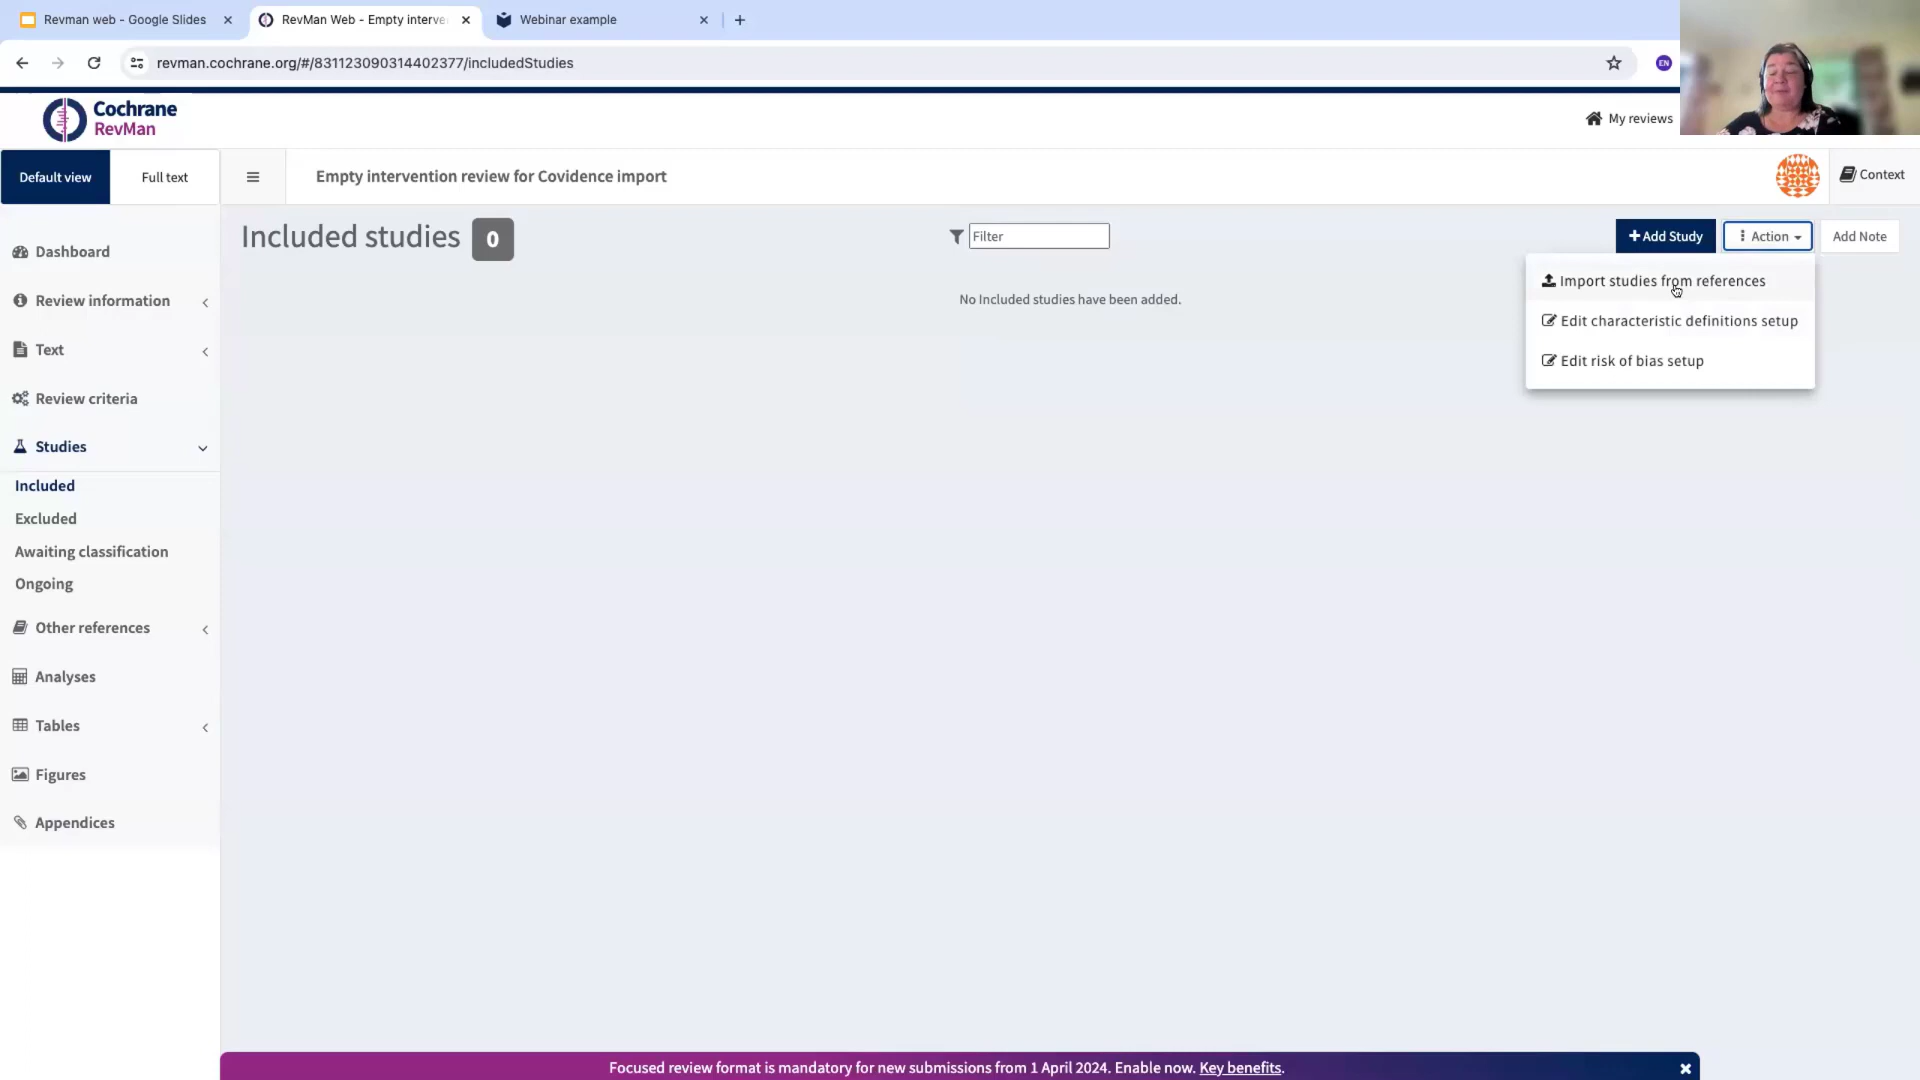 Revman web - Google Slides
RevMan Web - Empty interve
Webinar example
revman.cochrane.org/#/831123090314402377/includedStudies
EN
Cochrane
RevMan
My reviews
Default view
Full text
Empty intervention review for Covidence import
Context
Dashboard
Review information
Text
Review criteria
Studies
Included
Excluded
Awaiting classification
Ongoing
Other references
Analyses
Tables
Figures
Appendices
Included studies 0
Filter
+Add Study
Action
Add Note
No Included studies have been added.
Import studies from references
Edit characteristic definitions setup
Edit risk of bias setup
Focused review format is mandatory for new submissions from 1 April 2024. Enable now. Key benefits.